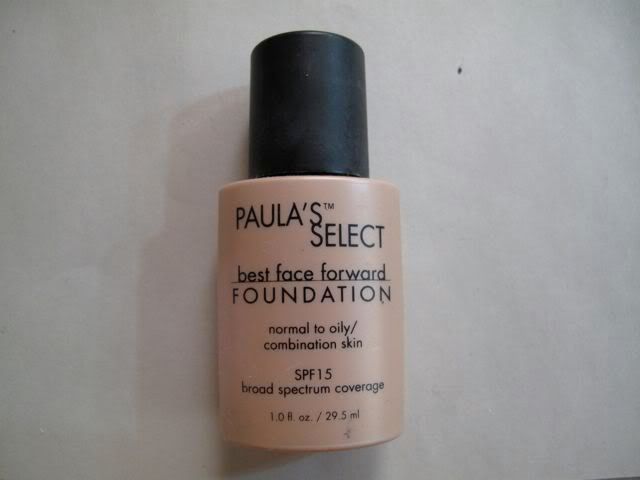 PAULA'S™
SELECT
best face forward
FOUNDATION
normal to oily/
combination skin
SPF15
broad spectrum coverage
1.0 fl. oz. / 29.5 ml